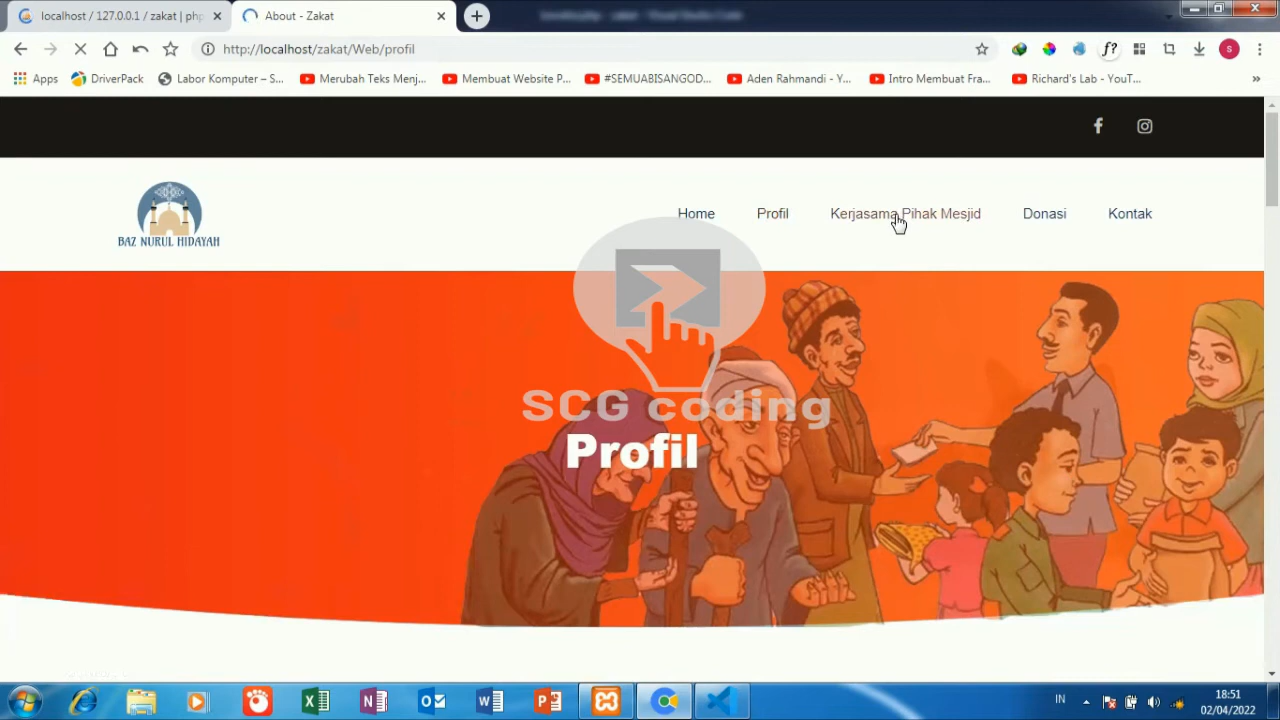 localhost / 127.0.0.1 / zakat | php
About - Zakat
http://localhost/zakat/Web/profil
Apps
DriverPack
Labor Komputer – S...
Merubah Teks Menj...
Membuat Website P...
#SEMUABISANGOD...
Aden Rahmandi - Y...
Intro Membuat Fra...
Richard's Lab - YouT...
BAZ NURUL HIDAYAH
Home
Profil
Kerjasama Pihak Mesjid
Donasi
Kontak
SCG coding
Profil
IN
18:51
02/04/2022